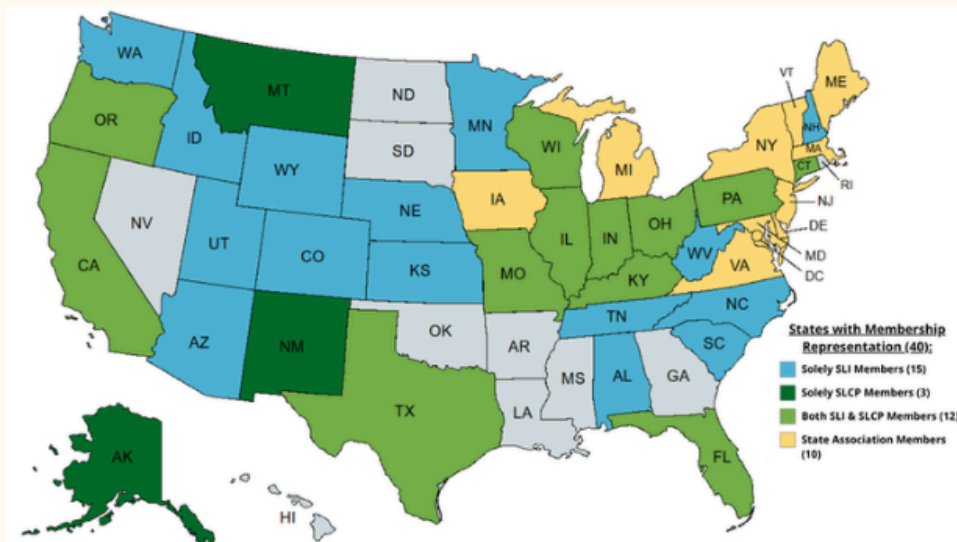 WA
MT
ND
MN
VT
ME
OR
ID
SD
WI
NY
NH
MA
WY
MI
CT
RI
IA
PA
NJ
NE
NV
IL
IN
OH
DE
UT
CO
WV
MD
CA
KS
MO
KY
VA
DC
NC
TN
AZ
NM
OK
AR
SC
MS
AL
GA
TX
LA
FL
AK
HI
States with Membership
Representation (40):
Solely SLI Members (15)
Solely SLCP Members (3)
Both SLI & SLCP Members (12)
State Association Members
(10)